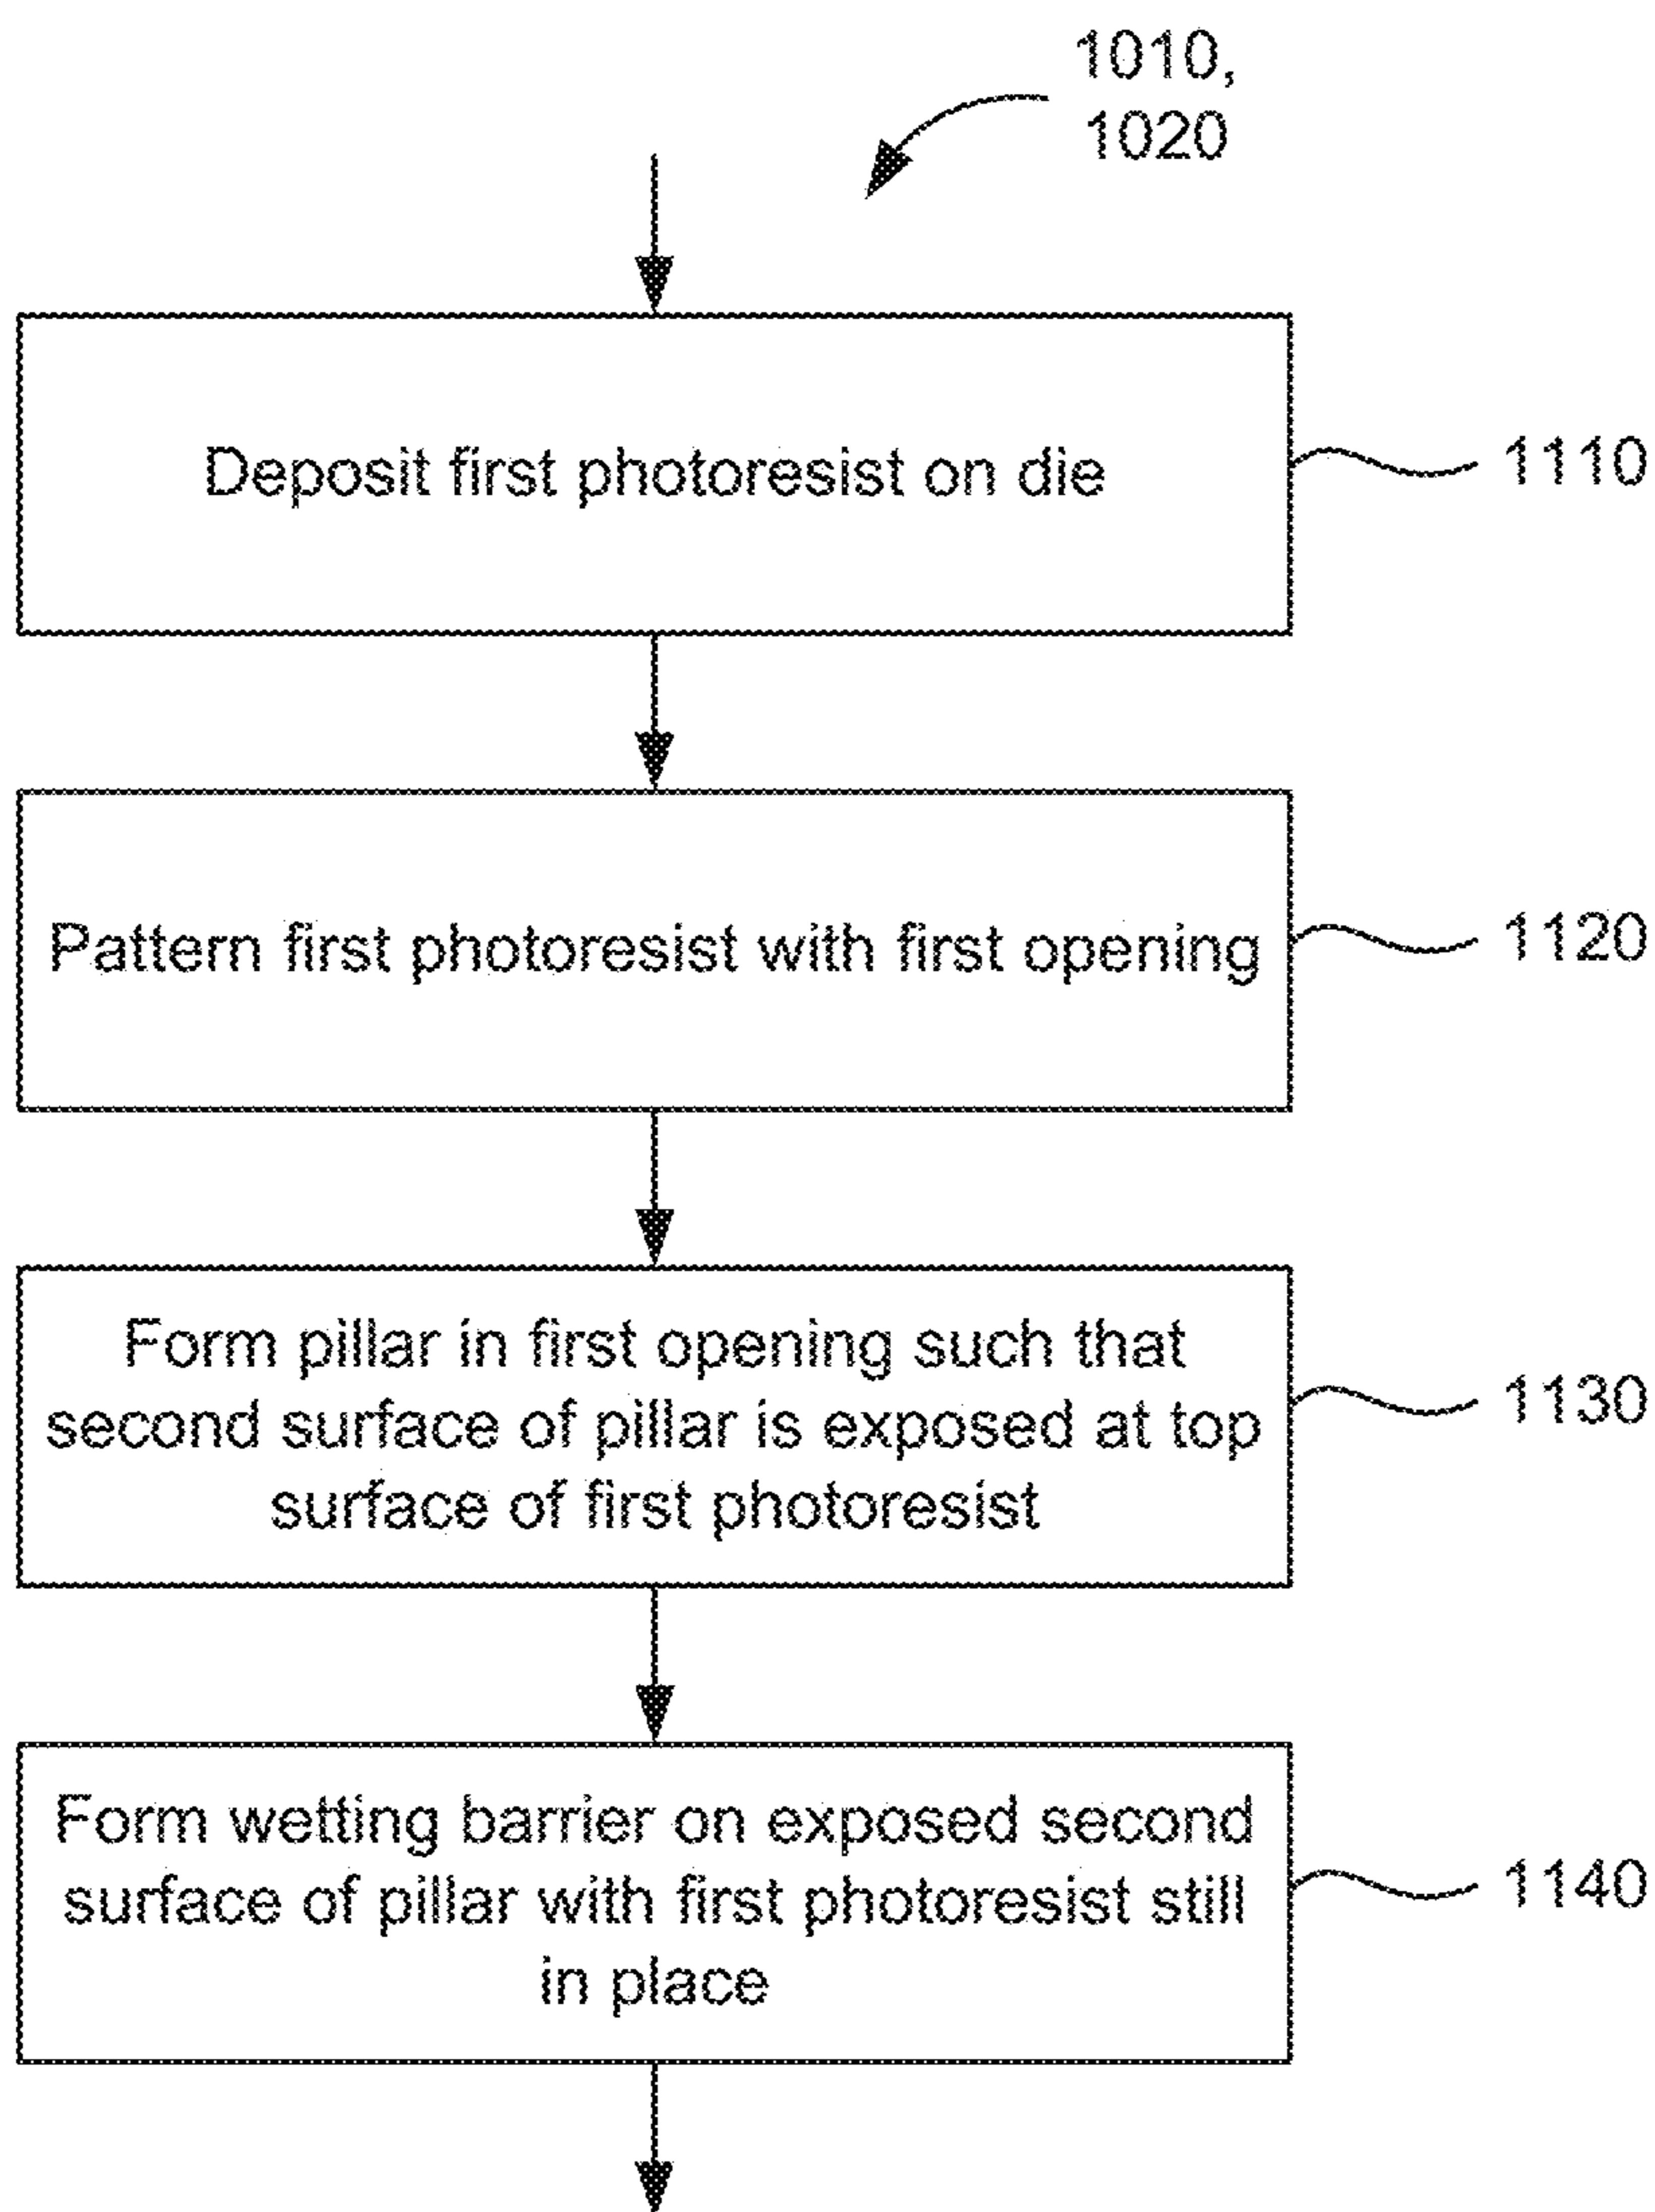 1010,
1020
Deposit first photoresist on die
1110
Pattern first photoresist with first opening
1120
Form pillar in first opening such that
second surface of pillar is exposed at top
surface of first photoresist
1130
Form wetting barrier on exposed second
surface of pillar with first photoresist still
in place
1140